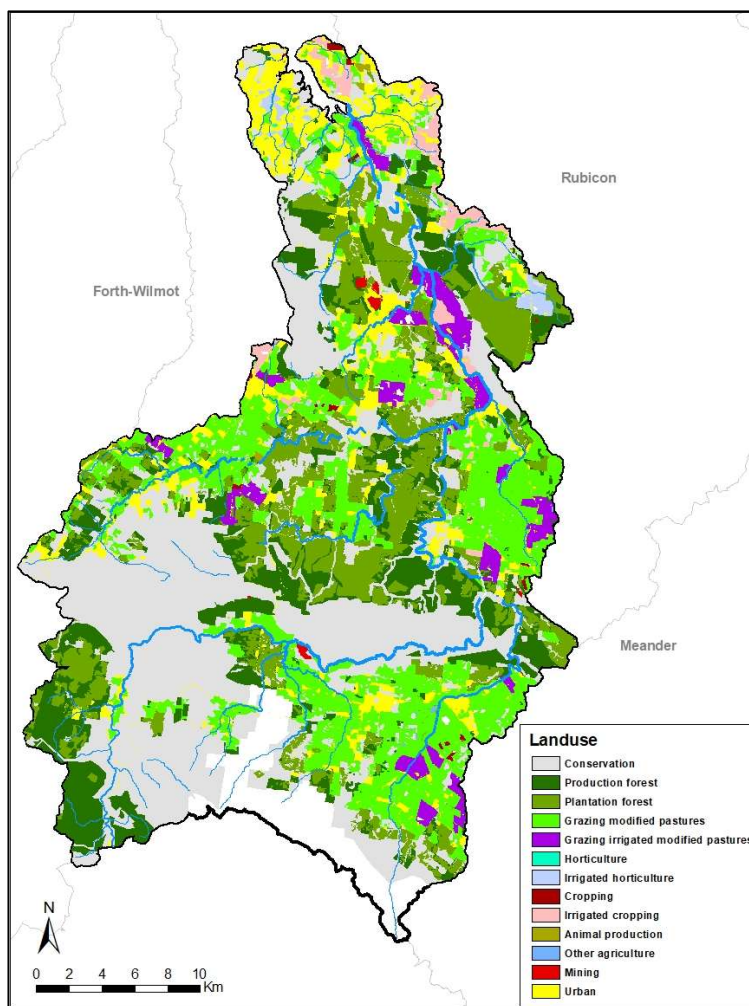 Rubicon
Forth-Wilmot
Meander
Landuse
Conservation
Production forest
Plantation forest
Grazing modified pastures
Grazing irrigated modified pastures
Horticulture
Irrigated horticulture
Cropping
Irrigated cropping
Animal production
Other agriculture
Mining
Urban
N
0 2 4 6 8 10
Km